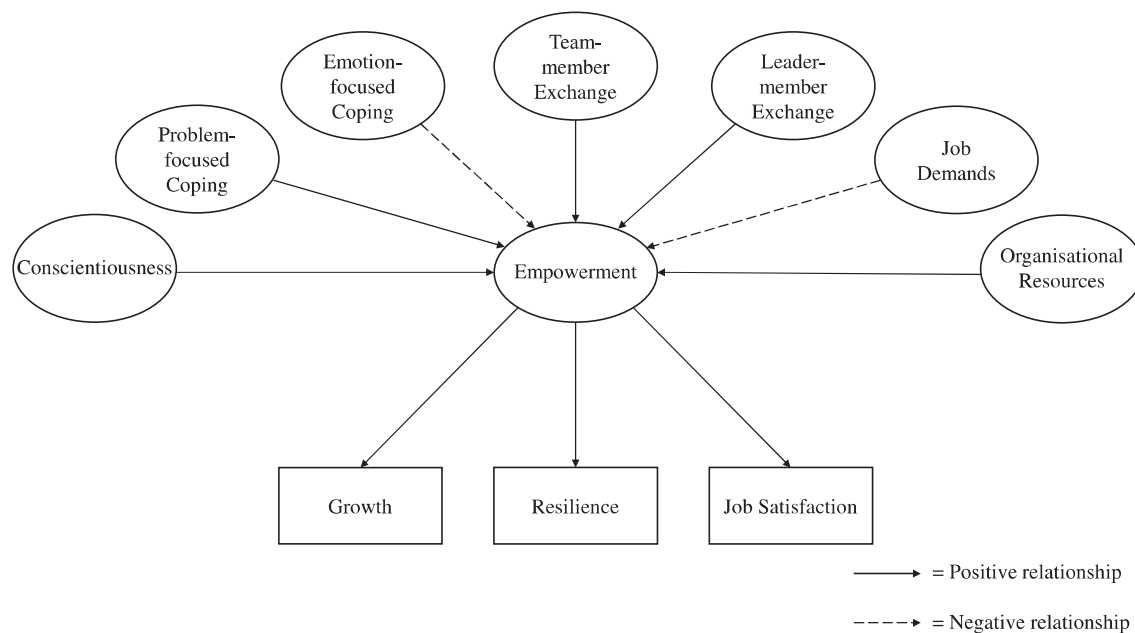 Team-
member
Exchange
Emotion-
focused
Coping
Leader-
member
Exchange
Problem-
focused
Coping
Job
Demands
Conscientiousness
Empowerment
Organisational
Resources
Growth
Resilience
Job Satisfaction
= Positive relationship
= Negative relationship